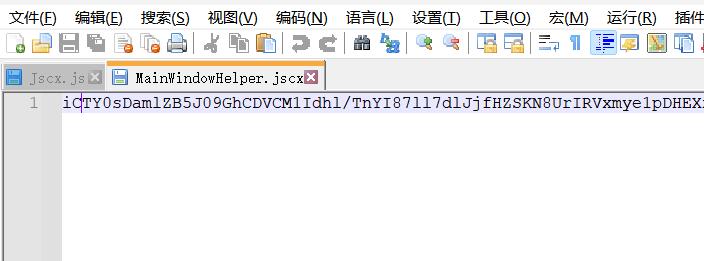 文件(F) 编辑(E) 搜索(S) 视图(V) 编码(N) 语言(L) 设置(T) 工具(O) 宏(M) 运行(R) 插件
Jscx.js MainWindowHelper.jscx
1 iCTY0sDamlZB5J09GhCDVCM1Idhl/TnYI87ll7dlJjfHZSKN8UrIRVxmye1pDHEX